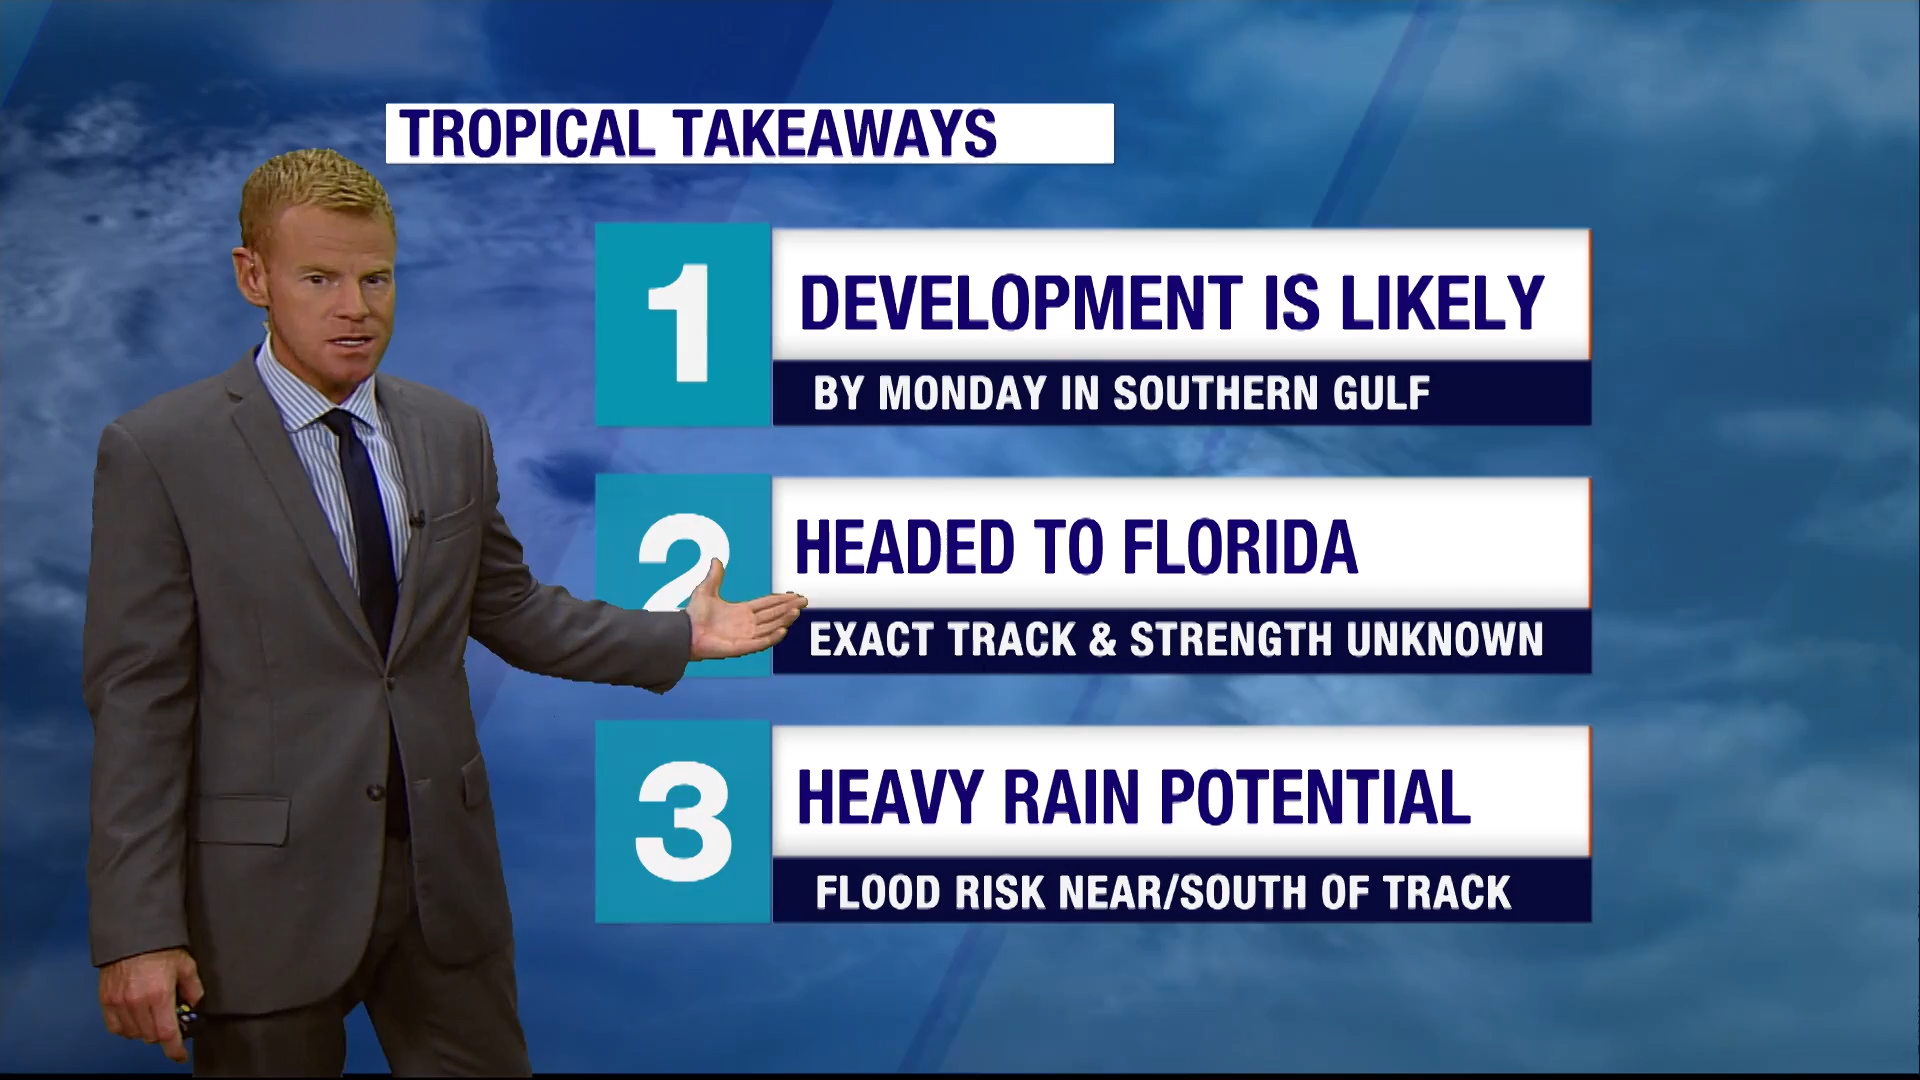 TROPICAL TAKEAWAYS
1
DEVELOPMENT IS LIKELY
BY MONDAY IN SOUTHERN GULF
2
HEADED TO FLORIDA
EXACT TRACK & STRENGTH UNKNOWN
3
HEAVY RAIN POTENTIAL
FLOOD RISK NEAR/SOUTH OF TRACK